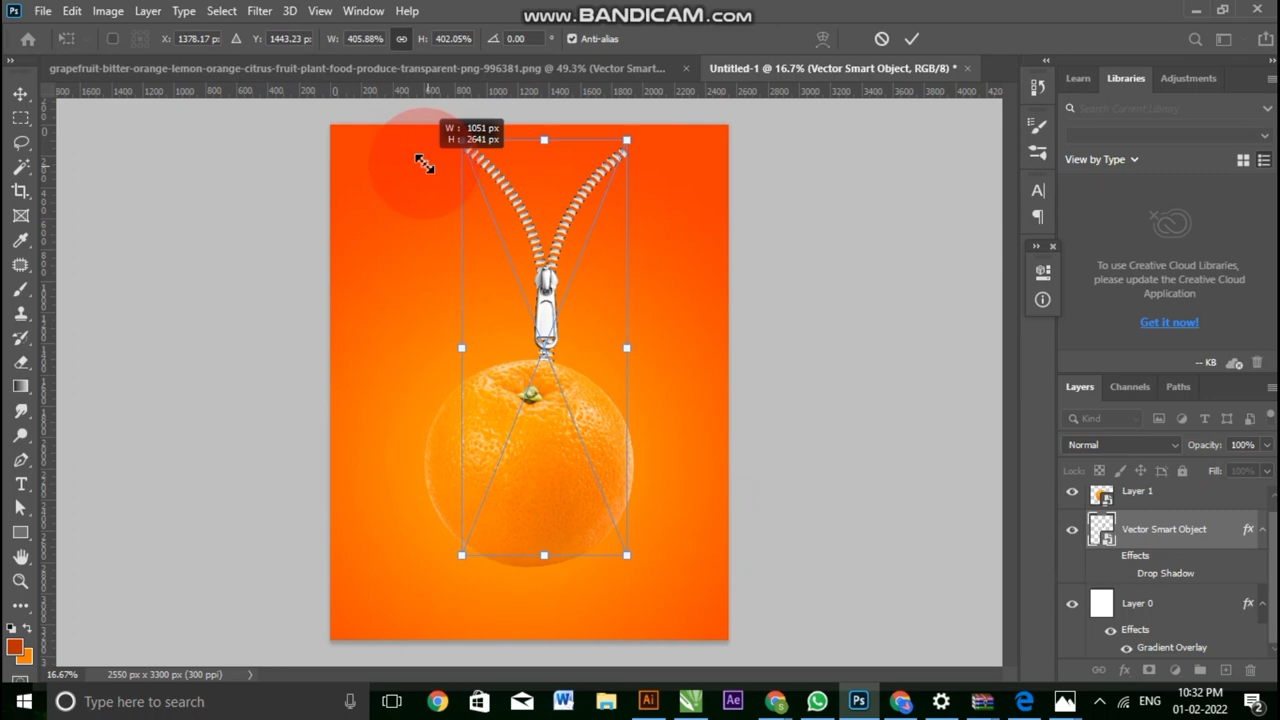 www.BANDICAM.com
Ps File Edit Image Layer Type Select Filter 3D View Window Help
X: 1378.17 p: Y: 1443.23 p: W: 405.88% H: 402.05% 0.00 ° Anti-alias
grapefruit-bitter-orange-lemon-orange-citrus-fruit-plant-food-produce-transparent-png-996381.png @ 49.3% (Vector Smart... ×
Untitled-1 @ 16.7% (Vector Smart Object, RGB/8) * ×
Learn Libraries Adjustments
Search Current Library
View by Type
W : 1051 px
H : 2641 px
To use Creative Cloud Libraries,
please update the Creative Cloud
Application
Get it now!
-- KB
Layers Channels Paths
Kind
Normal Opacity: 100%
Lock: Fill: 100%
Layer 1
Vector Smart Object fx
Effects
Drop Shadow
Layer 0 fx
Effects
Gradient Overlay
16.67% 2550 px x 3300 px (300 ppi)
Type here to search
ENG
10:32 PM
01-02-2022